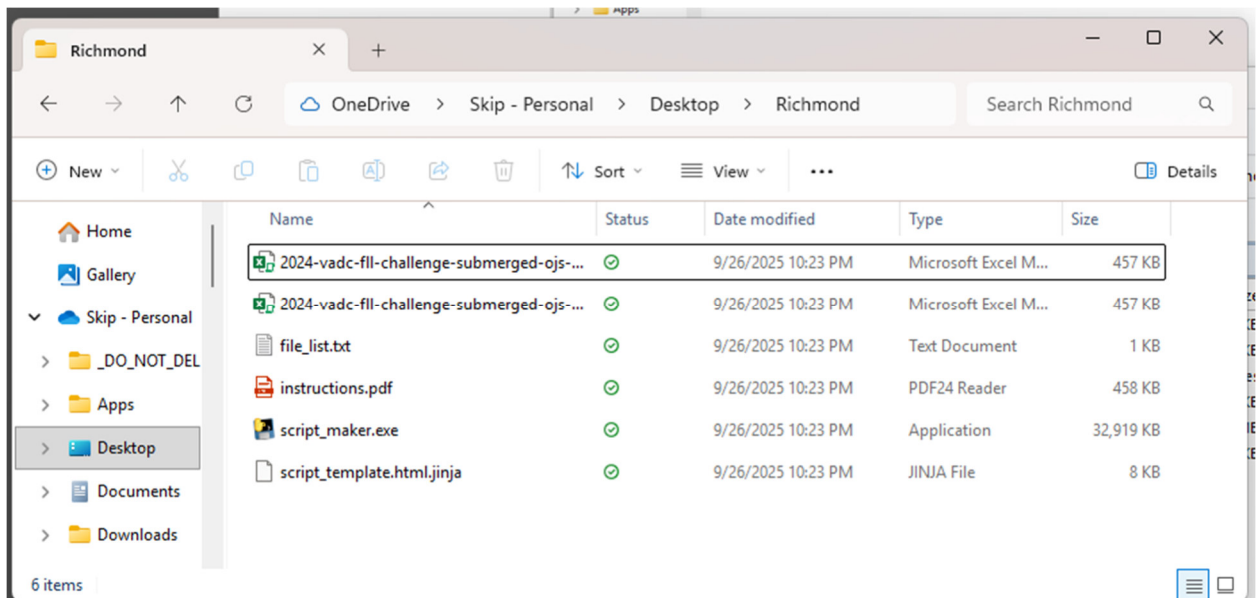 Apps
Richmond
OneDrive > Skip - Personal > Desktop > Richmond
Search Richmond
New
Sort
View
Details
Name Status Date modified Type Size
Home
2024-vadc-fll-challenge-submerged-ojs-... 9/26/2025 10:23 PM Microsoft Excel M... 457 KB
Gallery
2024-vadc-fll-challenge-submerged-ojs-... 9/26/2025 10:23 PM Microsoft Excel M... 457 KB
Skip - Personal
file_list.txt 9/26/2025 10:23 PM Text Document 1 KB
_DO_NOT_DEL
instructions.pdf 9/26/2025 10:23 PM PDF24 Reader 458 KB
Apps
script_maker.exe 9/26/2025 10:23 PM Application 32,919 KB
Desktop
script_template.html.jinja 9/26/2025 10:23 PM JINJA File 8 KB
Documents
Downloads
6 items